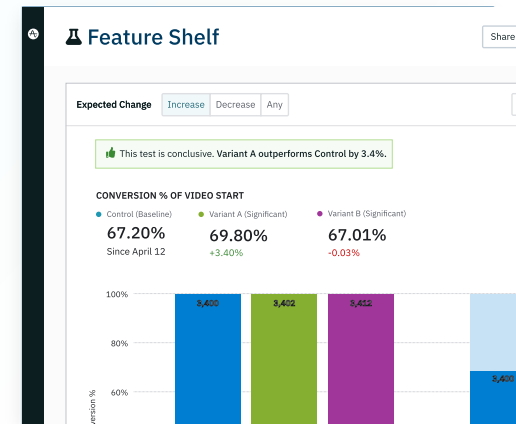 Feature Shelf
Share
Expected Change Increase Decrease Any
This test is conclusive. Variant A outperforms Control by 3.4%.
CONVERSION % OF VIDEO START
Control (Baseline) Variant A (Significant) Variant B (Significant)
67.20% 69.80% 67.01%
Since April 12 +3.40% -0.03%
100%
3,400 3,402 3,412
80%
3,400
60%